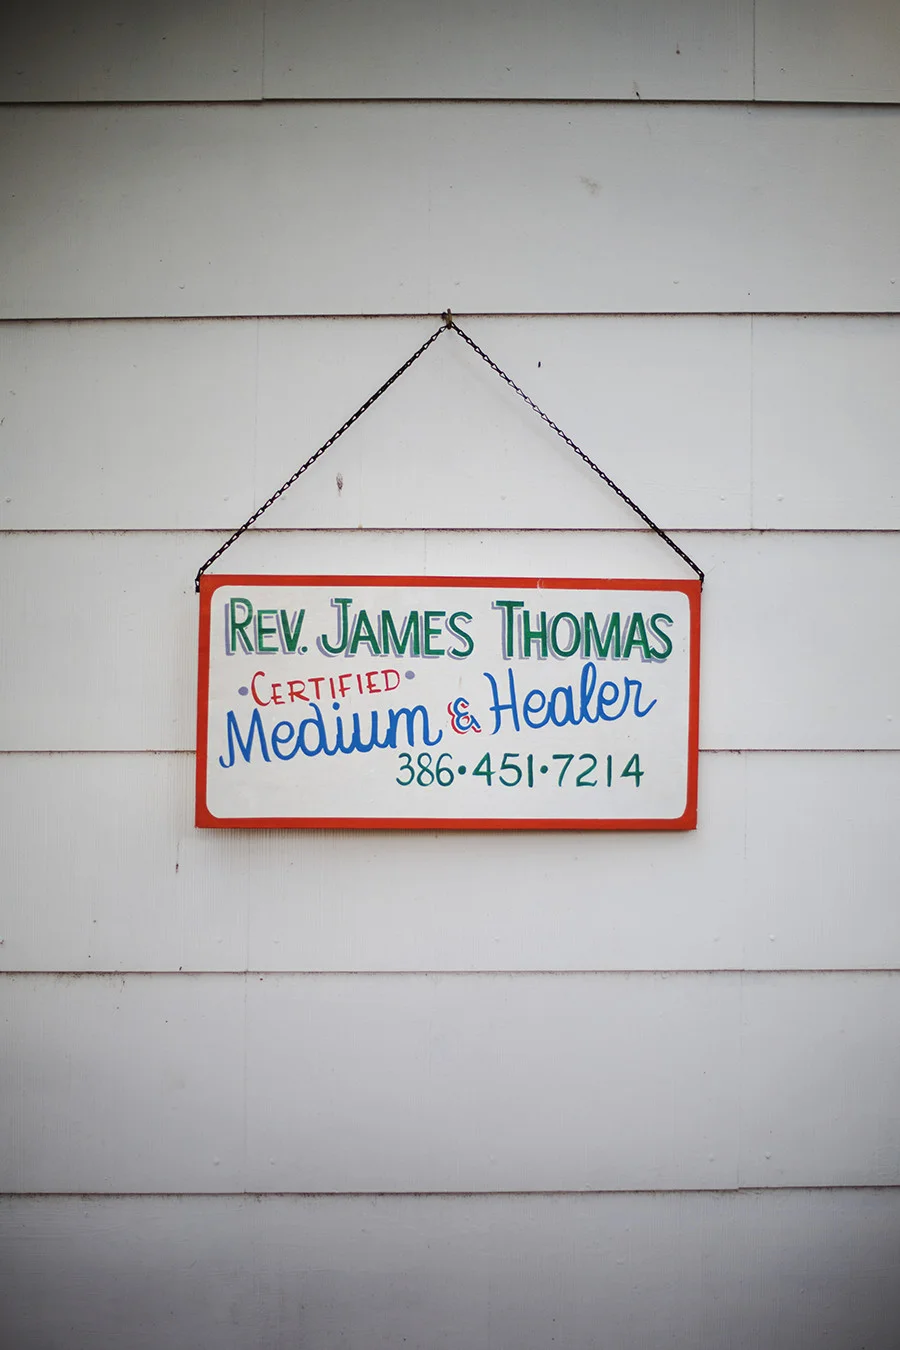 REV. JAMES THOMAS
•CERTIFIED•
Medium & Healer
386•451•7214